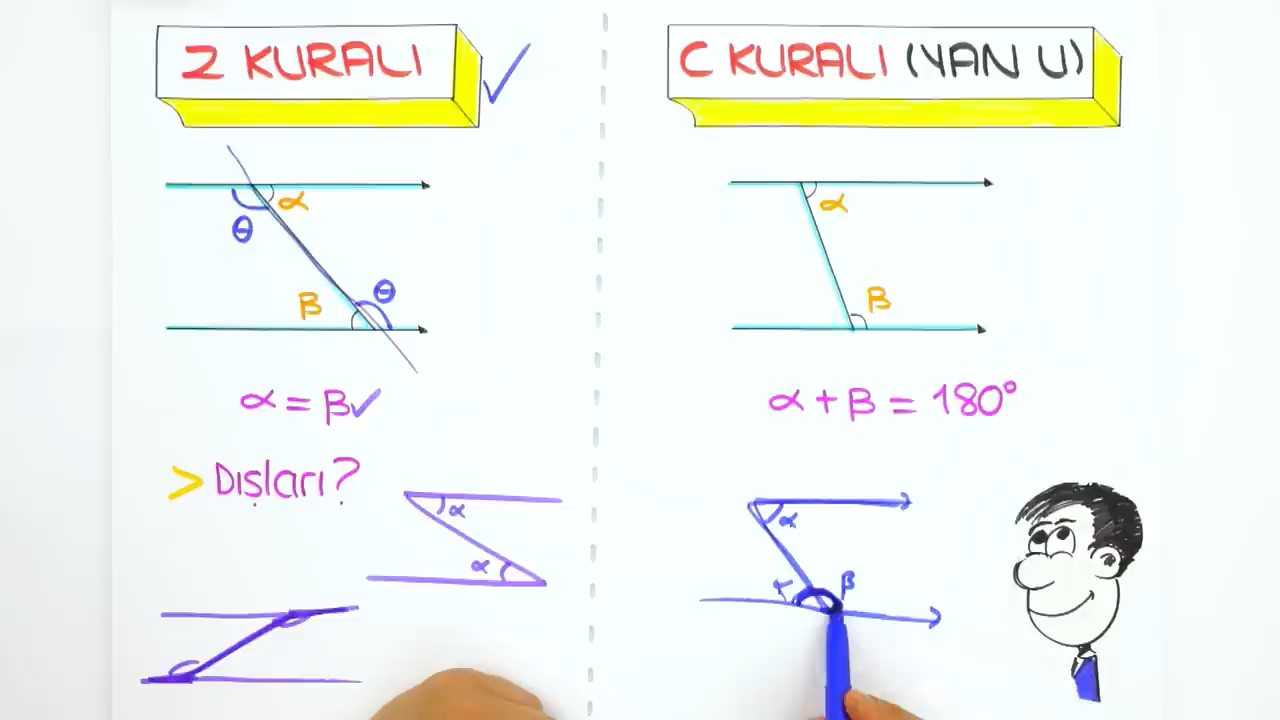 Z KURALI
α
θ
θ
β
α = β
> Dışları?
α
α
C KURALI (YAN U)
α
β
α + β = 180°
α
β